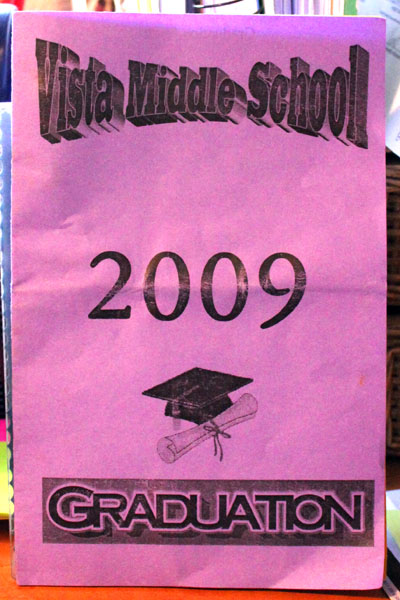 Vista Middle School
2009
GRADUATION